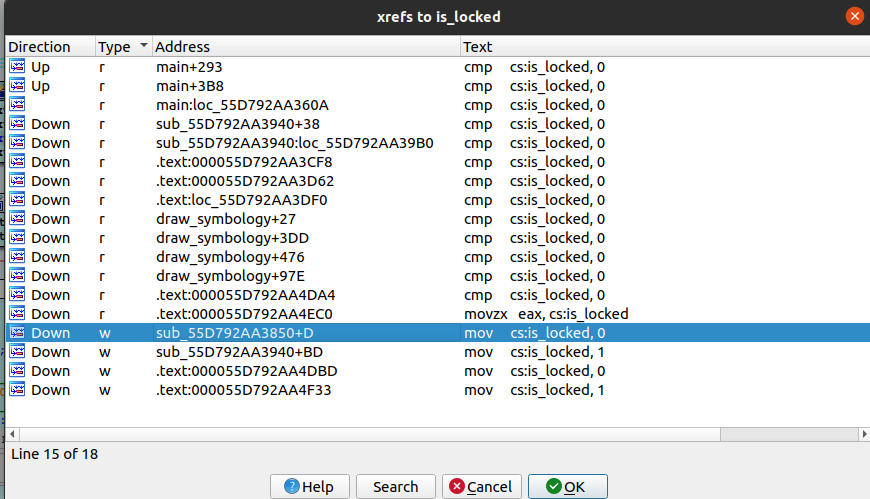 xrefs to is_locked
Direction Type Address Text
Up r main+293 cmp cs:is_locked, 0
Up r main+3B8 cmp cs:is_locked, 0
r main:loc_55D792AA360A cmp cs:is_locked, 0
Down r sub_55D792AA3940+38 cmp cs:is_locked, 0
Down r sub_55D792AA3940:loc_55D792AA39B0 cmp cs:is_locked, 0
Down r .text:000055D792AA3CF8 cmp cs:is_locked, 0
Down r .text:000055D792AA3D62 cmp cs:is_locked, 0
Down r .text:loc_55D792AA3DF0 cmp cs:is_locked, 0
Down r draw_symbology+27 cmp cs:is_locked, 0
Down r draw_symbology+3DD cmp cs:is_locked, 0
Down r draw_symbology+476 cmp cs:is_locked, 0
Down r draw_symbology+97E cmp cs:is_locked, 0
Down r .text:000055D792AA4DA4 cmp cs:is_locked, 0
Down r .text:000055D792AA4EC0 movzx eax, cs:is_locked
Down w sub_55D792AA3850+D mov cs:is_locked, 0
Down w sub_55D792AA3940+BD mov cs:is_locked, 1
Down w .text:000055D792AA4DBD mov cs:is_locked, 0
Down w .text:000055D792AA4F33 mov cs:is_locked, 1
Line 15 of 18
Help Search Cancel OK